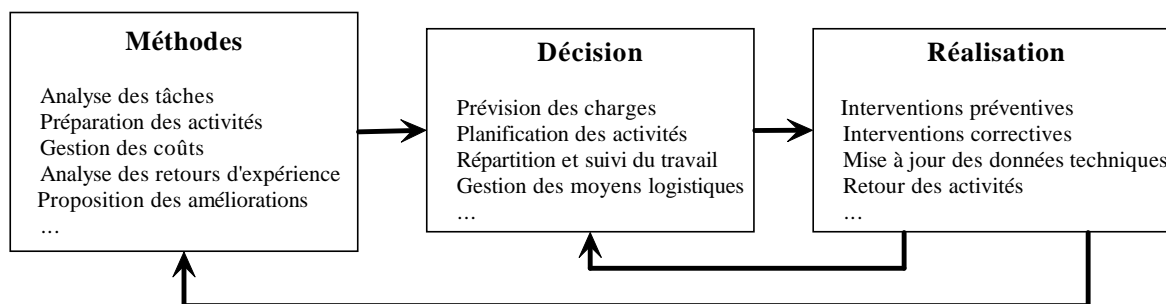 Méthodes
Analyse des tâches
Préparation des activités
Gestion des coûts
Analyse des retours d'expérience
Proposition des améliorations
...
Décision
Prévision des charges
Planification des activités
Répartition et suivi du travail
Gestion des moyens logistiques
...
Réalisation
Interventions préventives
Interventions correctives
Mise à jour des données techniques
Retour des activités
...